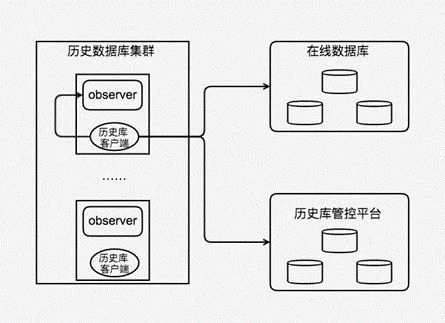 历史数据库集群
observer
历史库
客户端
......
observer
历史库
客户端
在线数据库
历史库管控平台